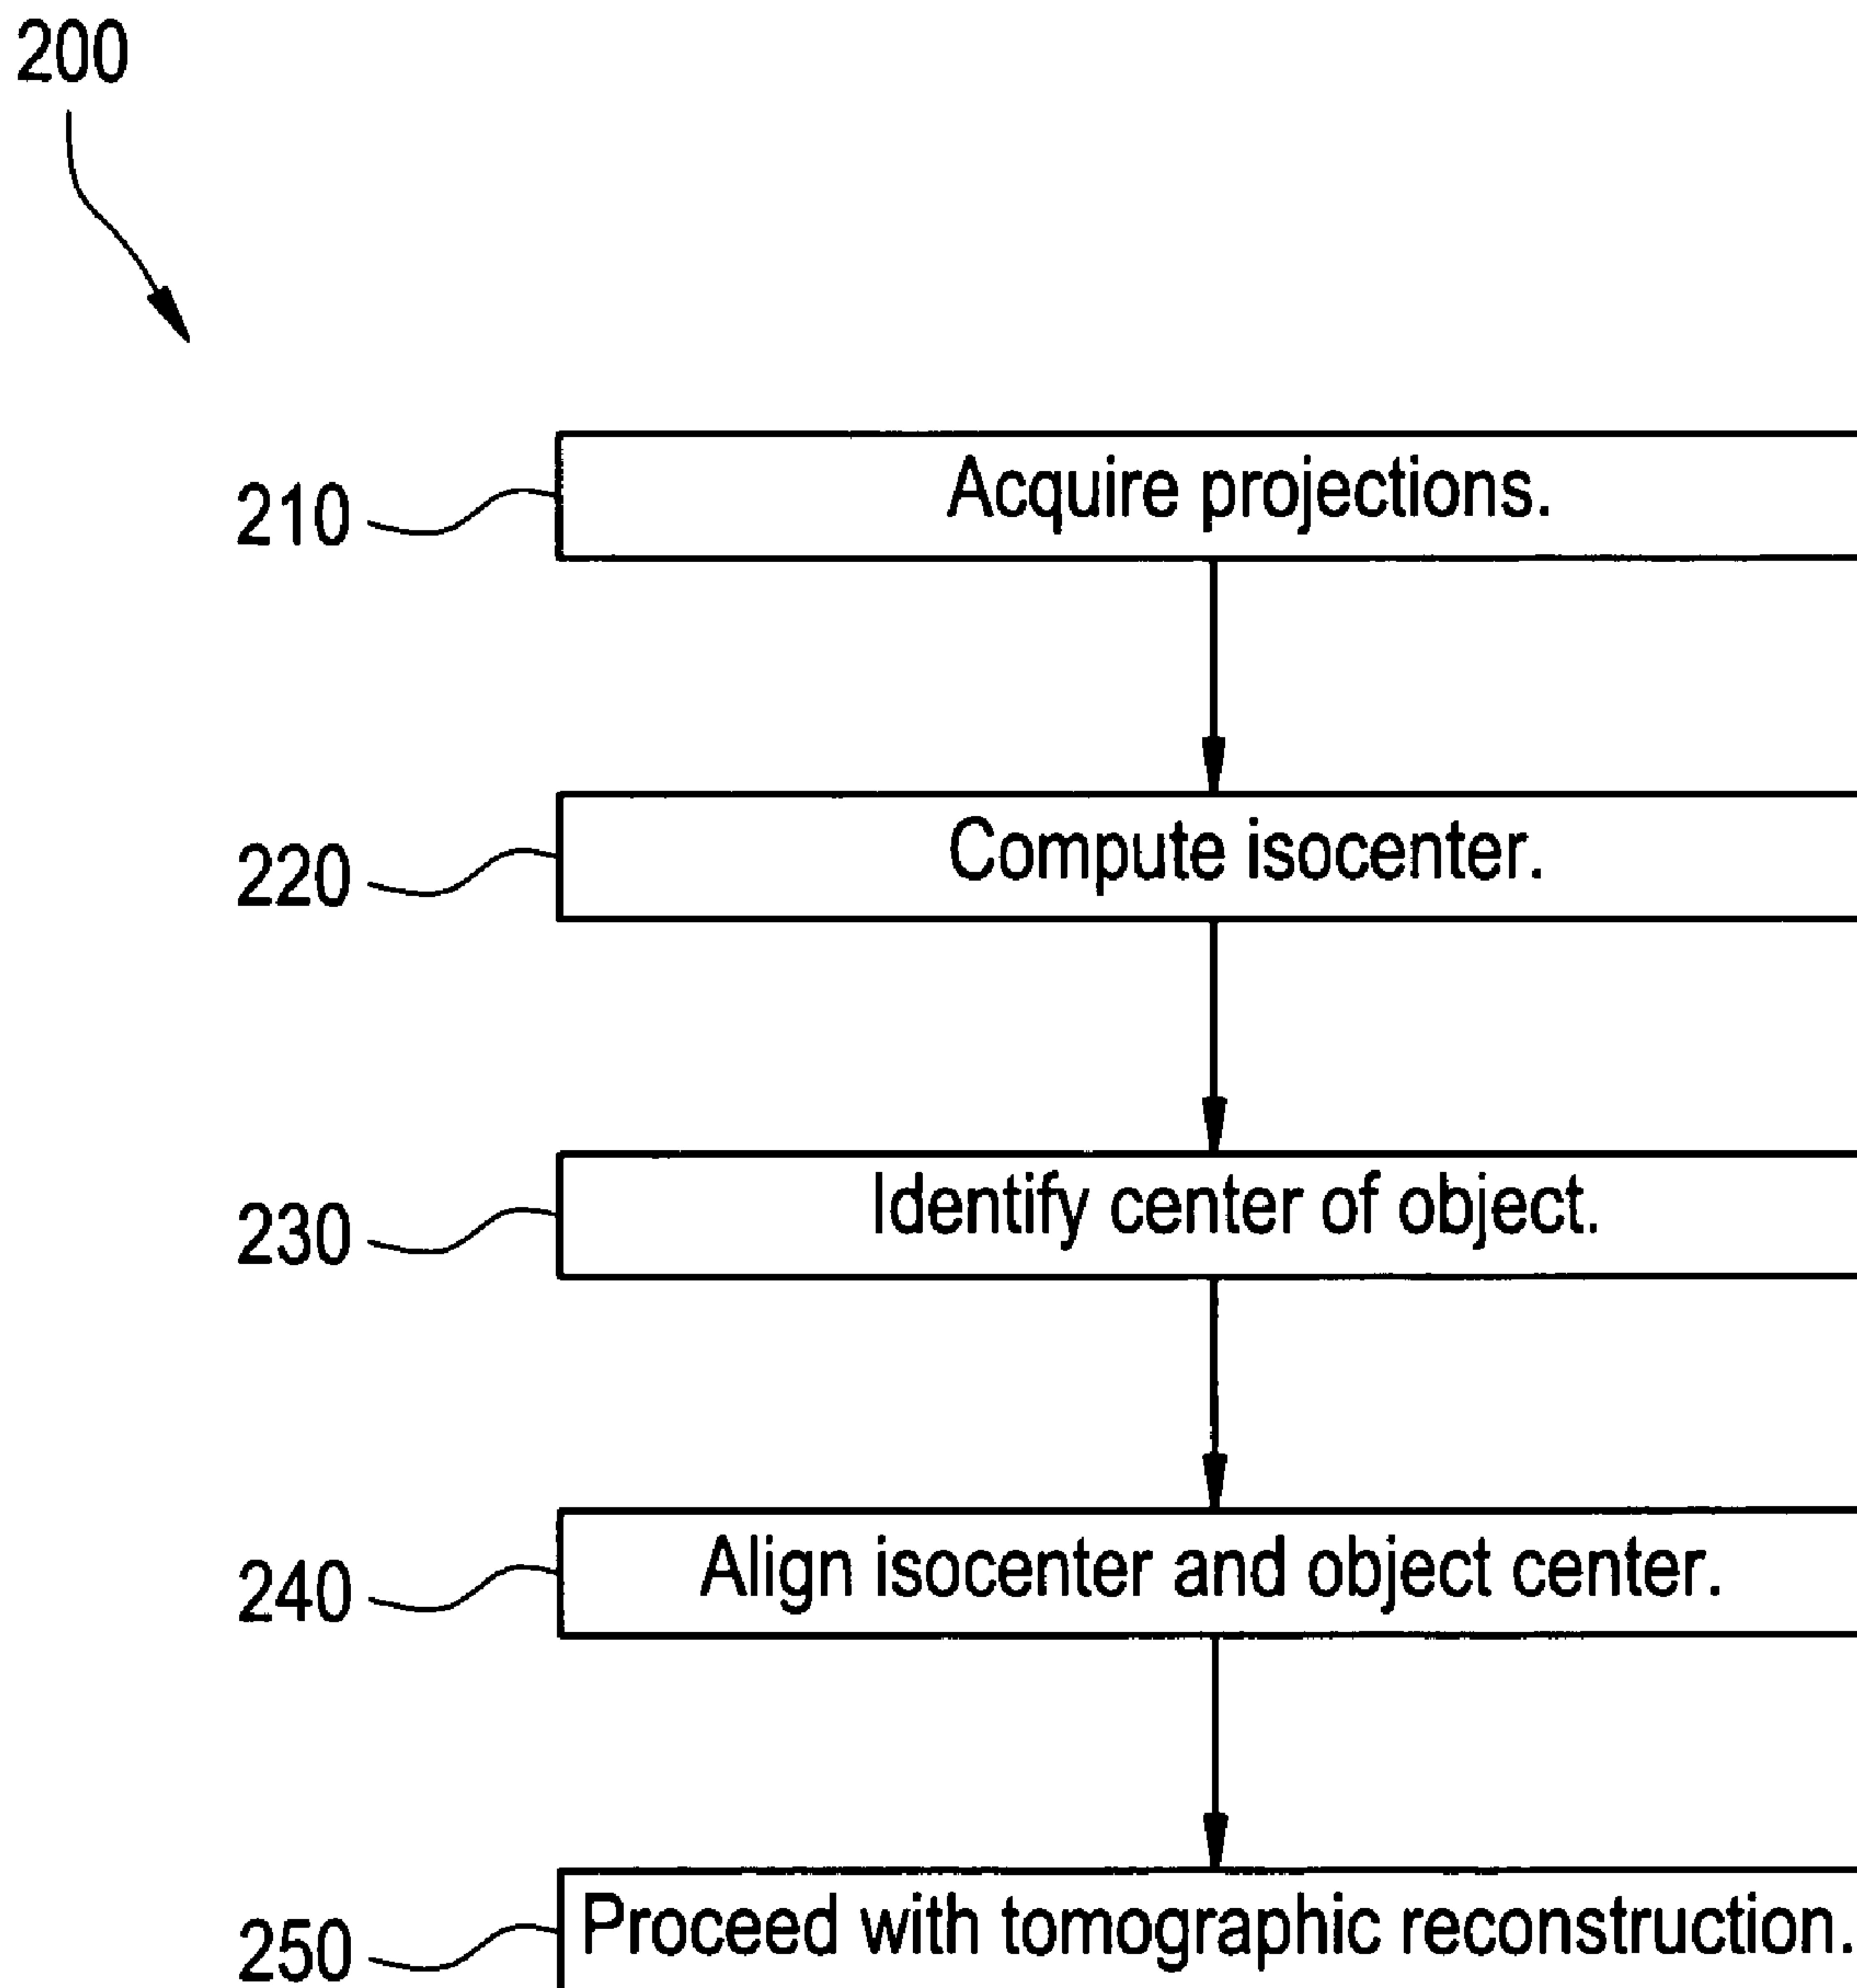 200
210 Acquire projections.
220 Compute isocenter.
230 Identify center of object.
240 Align isocenter and object center.
250 Proceed with tomographic reconstruction.